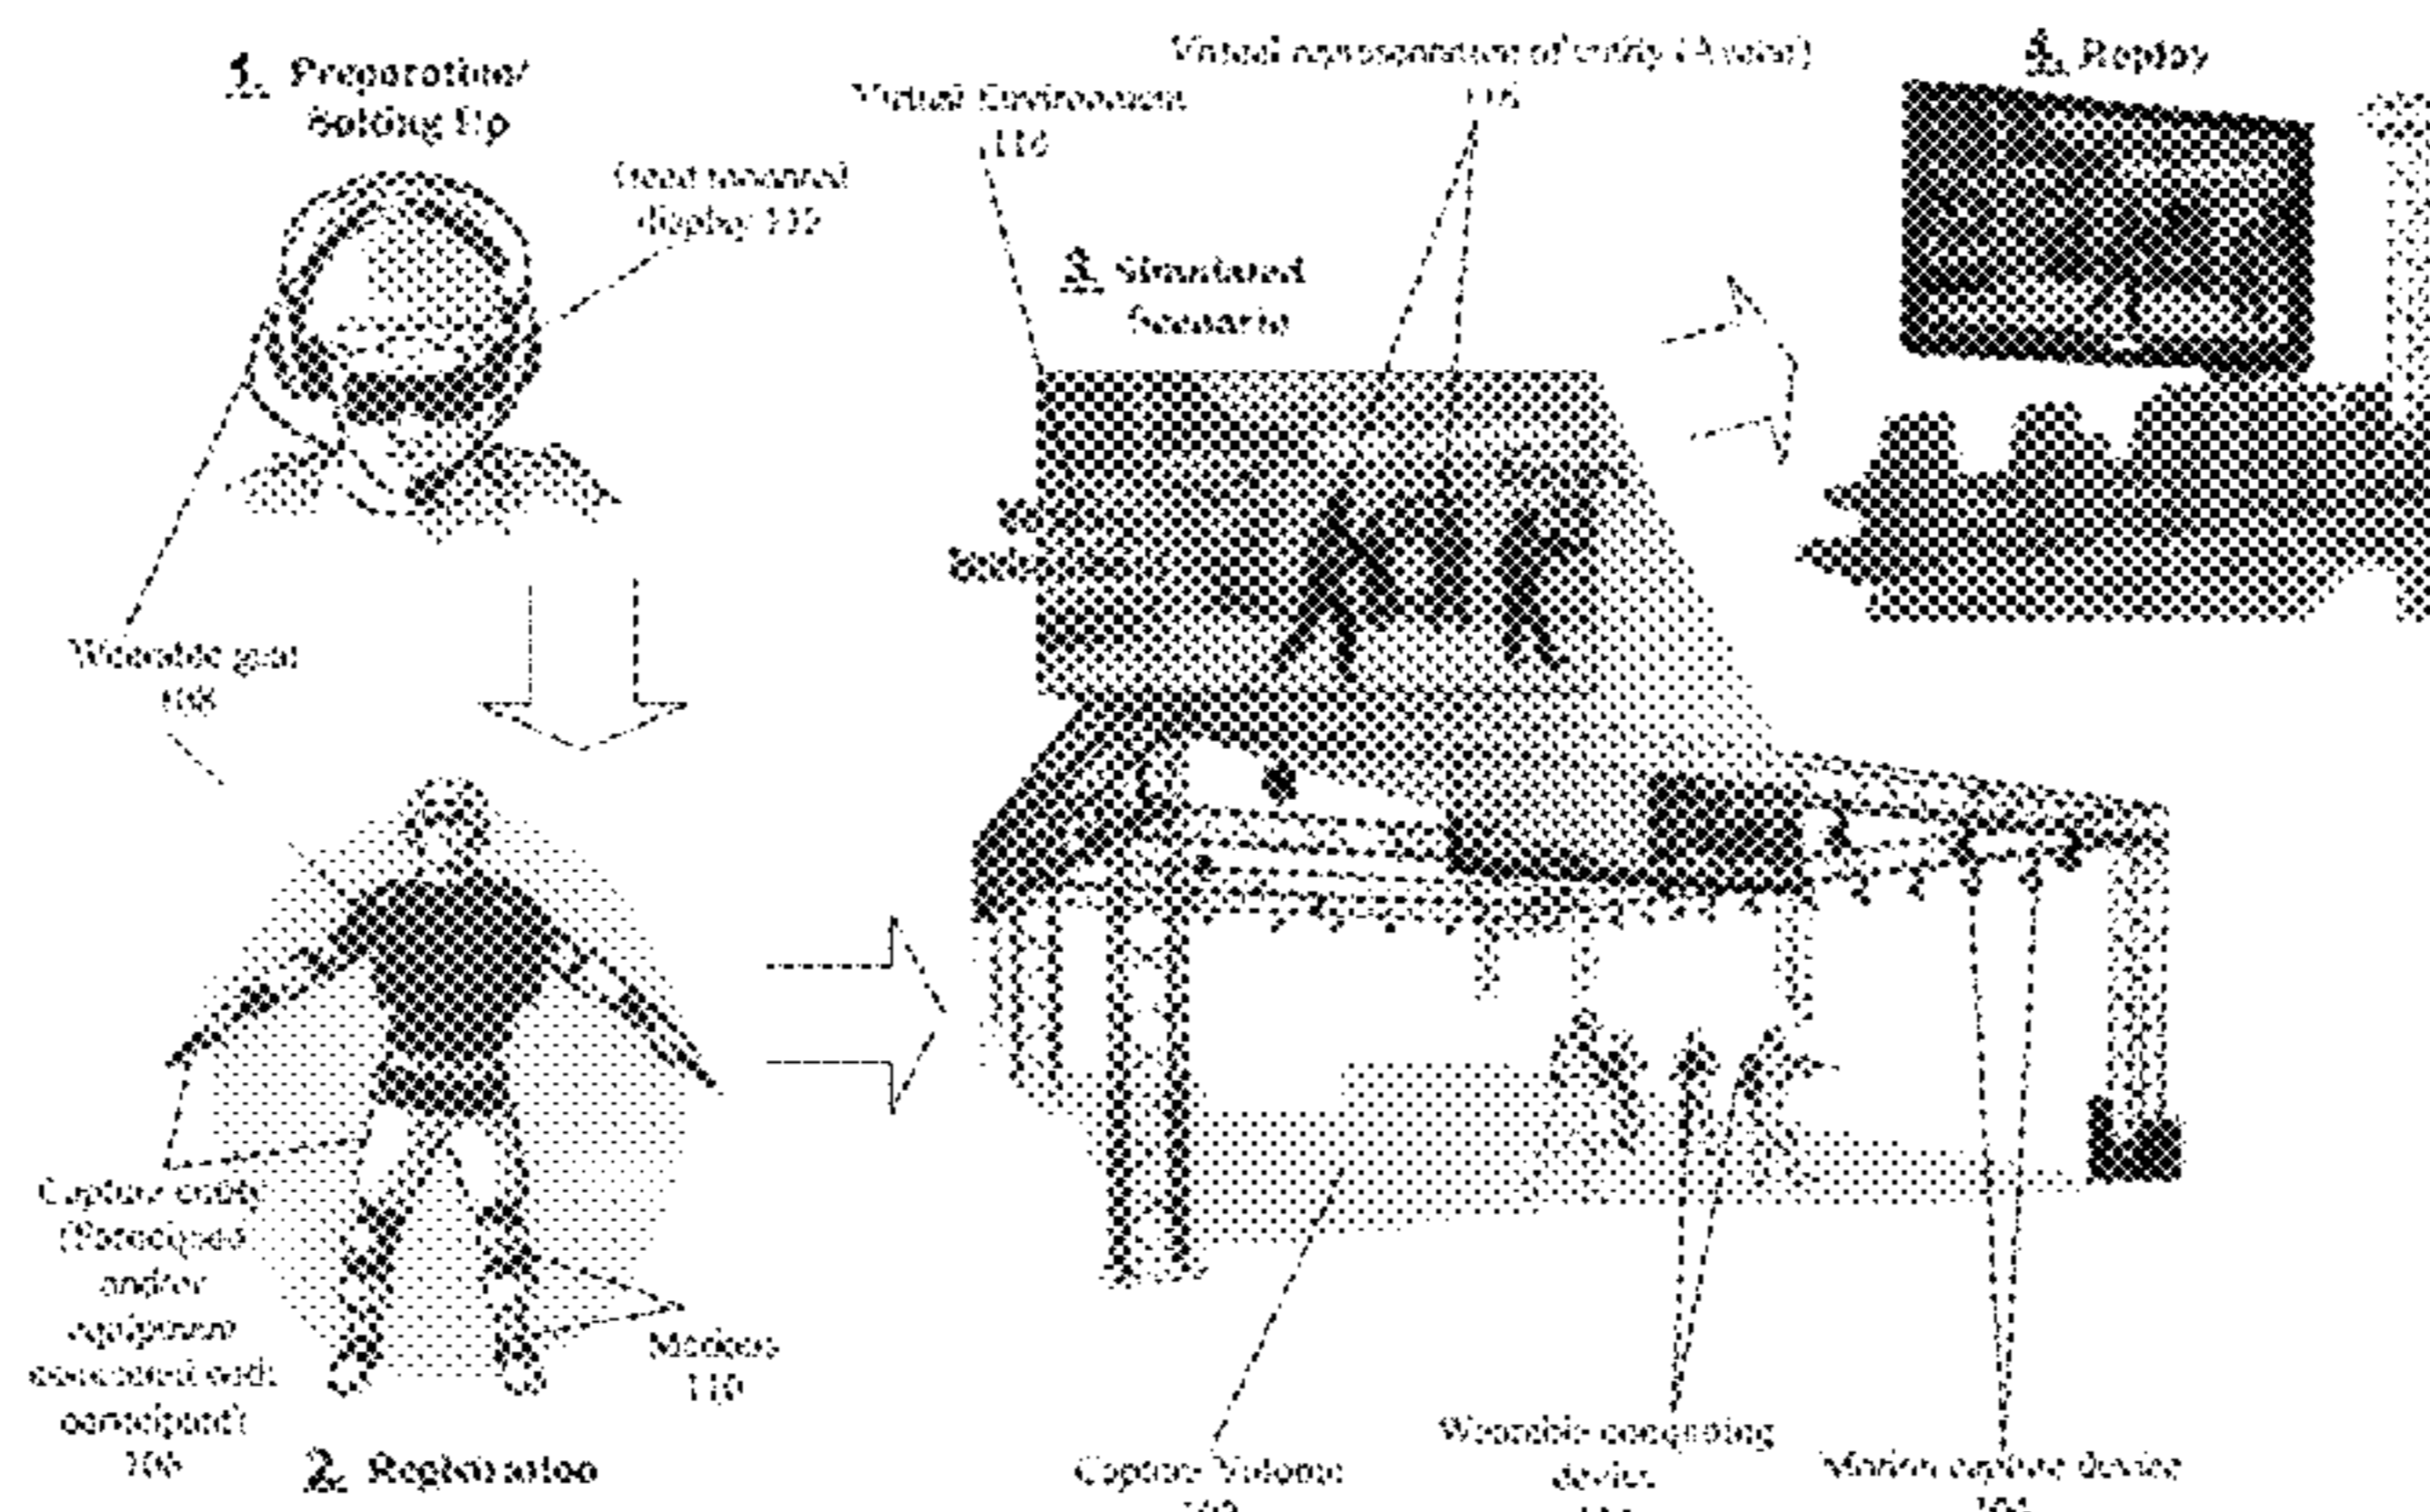 1. Preparation/
Suiting Up
Head mounted
display 112
Wearable gear
108
Capture entity
(Participant
and/or
equipment
associated with
participant)
106
2. Registration
Markers
110
Virtual Environment
116
Virtual representation of entity (Avatar)
3. Simulated
Scenario
4. Replay
Capture Volume
Wearable computing
device
Motion capture device